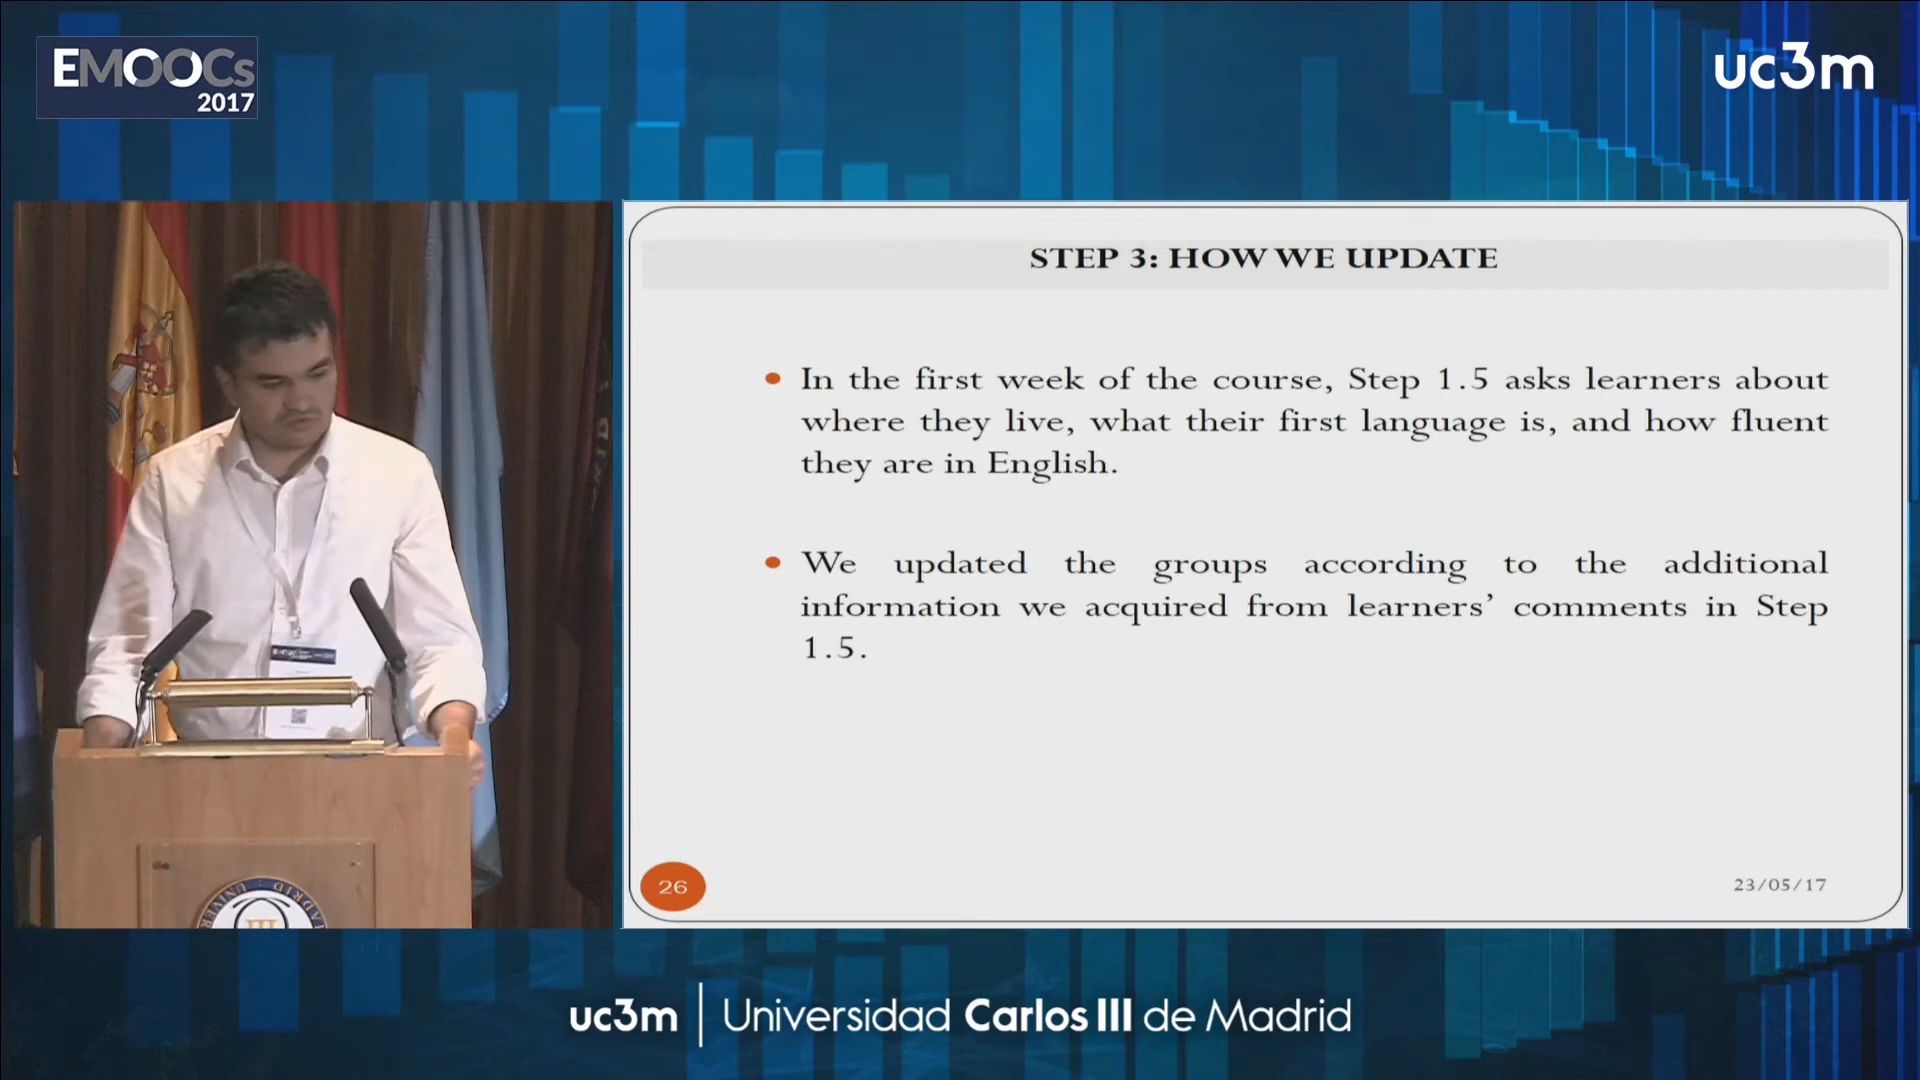 EMOOCs
2017
uc3m
STEP 3: HOW WE UPDATE
• In the first week of the course, Step 1.5 asks learners about
where they live, what their first language is, and how fluent
they are in English.
• We updated the groups according to the additional
information we acquired from learners’ comments in Step
1.5.
26
23/05/17
uc3m | Universidad Carlos III de Madrid